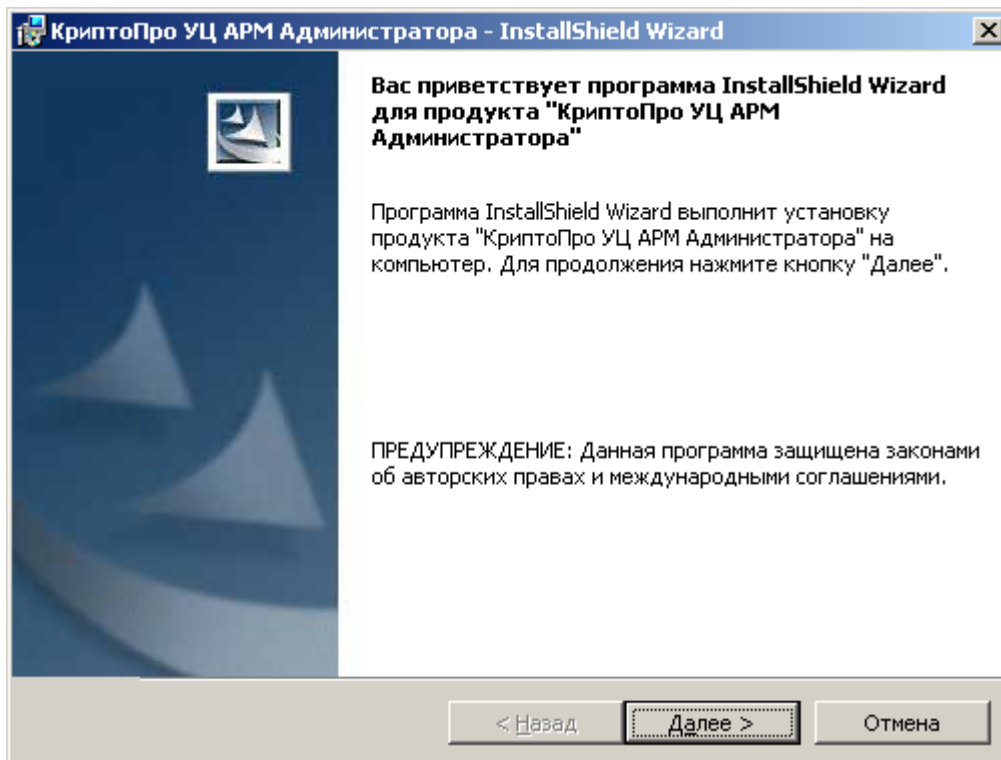 КриптоПро УЦ АРМ Администратора - InstallShield Wizard
Вас приветствует программа InstallShield Wizard
для продукта "КриптоПро УЦ АРМ
Администратора"
Программа InstallShield Wizard выполнит установку
продукта "КриптоПро УЦ АРМ Администратора" на
компьютер. Для продолжения нажмите кнопку "Далее".
ПРЕДУПРЕЖДЕНИЕ: Данная программа защищена законами
об авторских правах и международными соглашениями.
< Назад
Далее >
Отмена